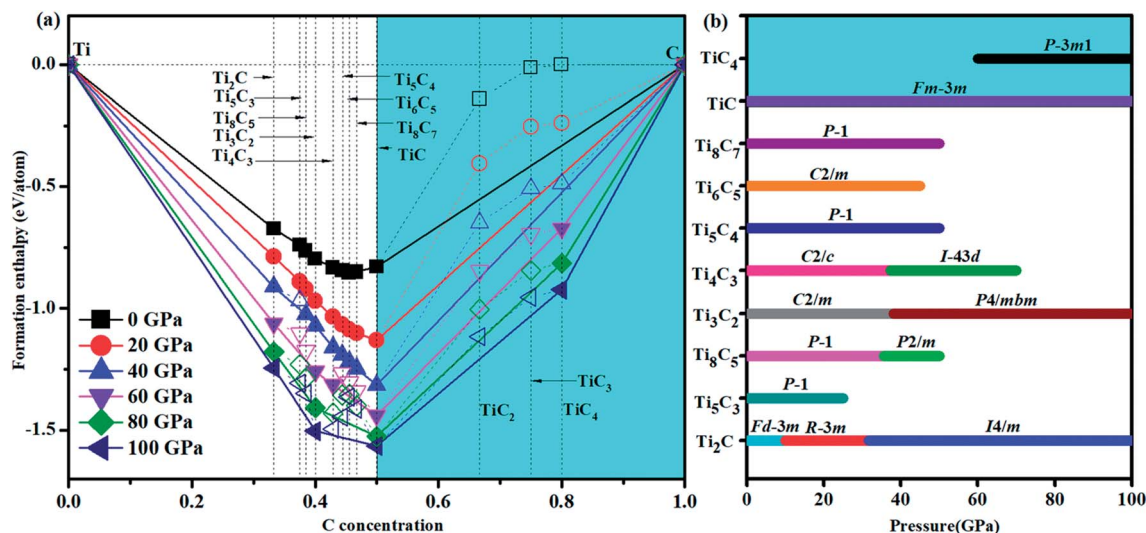 (a)
Ti
C
0.0
-0.5
-1.0
-1.5
Formation enthalpy (eV/atom)
Ti₂C
Ti₅C₃
Ti₈C₅
Ti₃C₂
Ti₄C₃
Ti₅C₄
Ti₆C₅
Ti₈C₇
TiC
TiC₃
TiC₂
TiC₄
0 GPa
20 GPa
40 GPa
60 GPa
80 GPa
100 GPa
0.0 0.2 0.4 0.6 0.8 1.0
C concentration
(b)
TiC₄ P-3m1
TiC Fm-3m
Ti₈C₇ P-1
Ti₆C₅ C2/m
Ti₅C₄ P-1
Ti₄C₃ C2/c I-43d
Ti₃C₂ C2/m P4/mbm
Ti₈C₅ P-1 P2/m
Ti₅C₃ P-1
Ti₂C Fd-3m R-3m I4/m
0 20 40 60 80 100
Pressure(GPa)